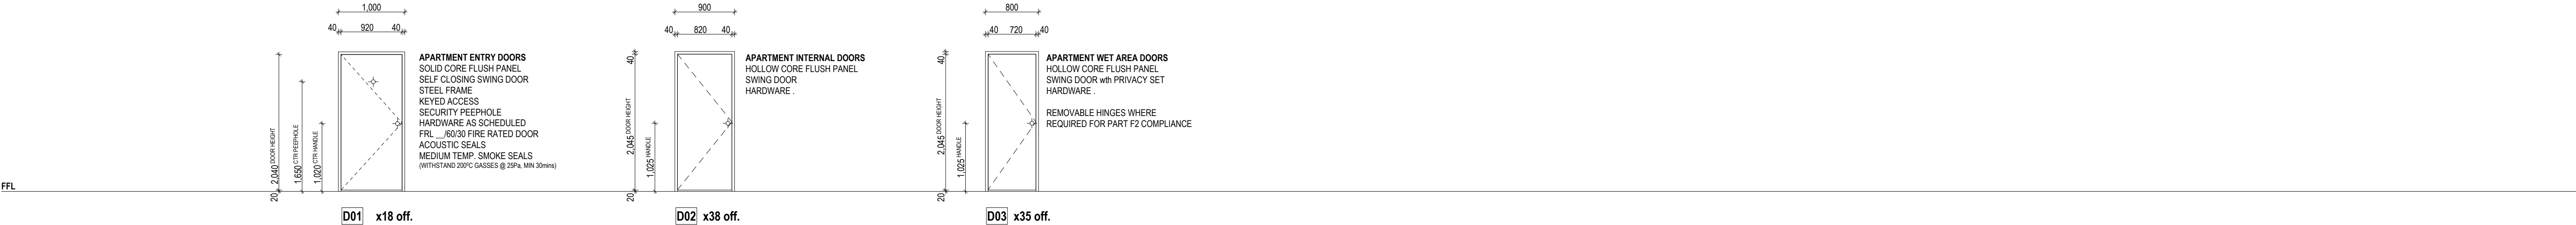 1,000
40 920 40
2,040 DOOR HEIGHT
1,650 CTR PEEPHOLE
1,020 CTR HANDLE
20
APARTMENT ENTRY DOORS
SOLID CORE FLUSH PANEL
SELF CLOSING SWING DOOR
STEEL FRAME
KEYED ACCESS
SECURITY PEEPHOLE
HARDWARE AS SCHEDULED
FRL __/60/30 FIRE RATED DOOR
ACOUSTIC SEALS
MEDIUM TEMP. SMOKE SEALS
(WITHSTAND 200⁰C GASSES @ 25Pa, MIN 30mins)
D01 x18 off.
900
40 820 40
40
2,045 DOOR HEIGHT
1,025 HANDLE
20
APARTMENT INTERNAL DOORS
HOLLOW CORE FLUSH PANEL
SWING DOOR
HARDWARE .
D02 x38 off.
800
40 720 40
40
2,045 DOOR HEIGHT
1,025 HANDLE
20
APARTMENT WET AREA DOORS
HOLLOW CORE FLUSH PANEL
SWING DOOR wth PRIVACY SET
HARDWARE .
REMOVABLE HINGES WHERE
REQUIRED FOR PART F2 COMPLIANCE
D03 x35 off.
FFL